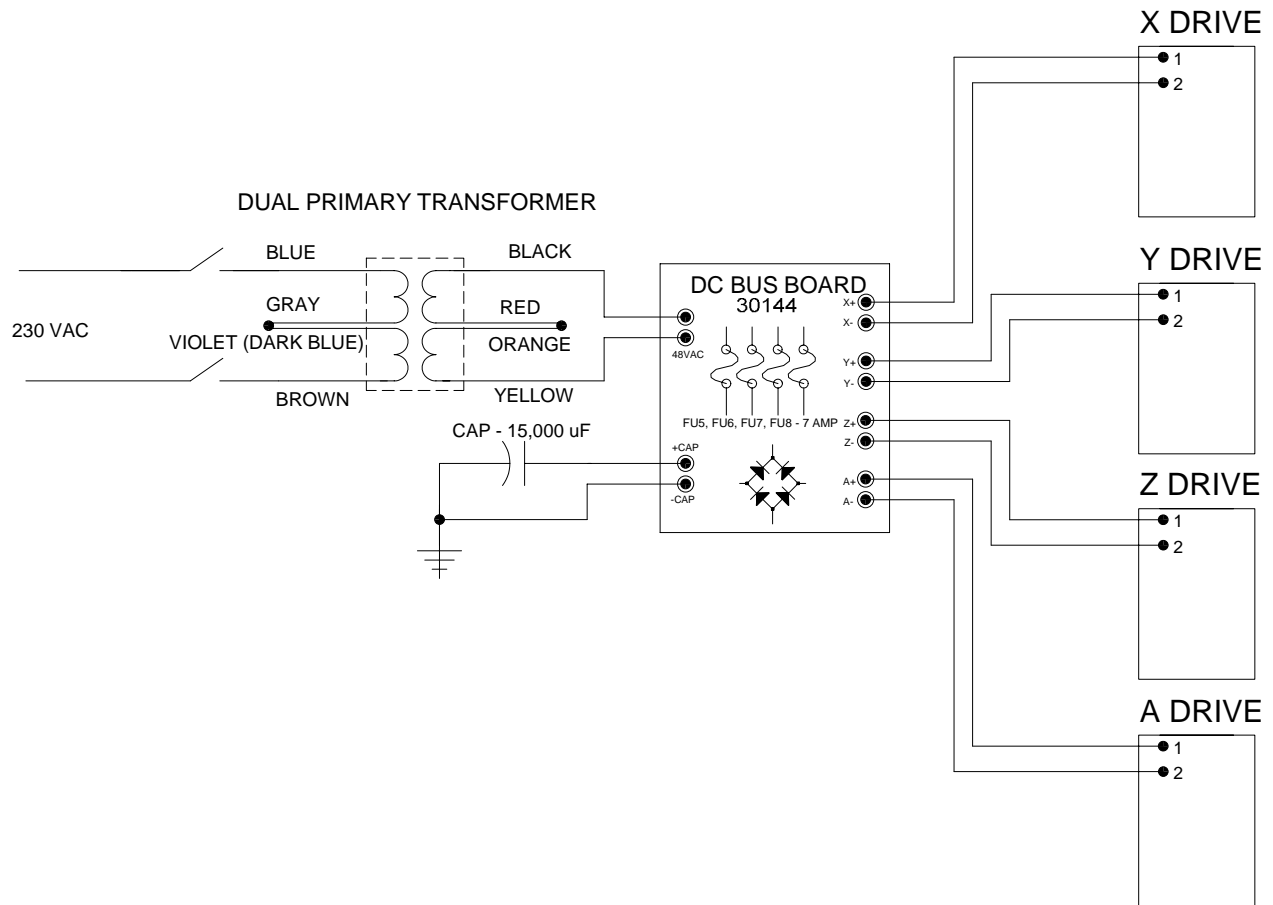 X DRIVE
1
2
DUAL PRIMARY TRANSFORMER
BLUE
BLACK
GRAY
RED
230 VAC
VIOLET (DARK BLUE)
ORANGE
BROWN
YELLOW
CAP - 15,000 uF
DC BUS BOARD
30144
48VAC
FU5, FU6, FU7, FU8 - 7 AMP
+CAP
-CAP
X+
X-
Y+
Y-
Z+
Z-
A+
A-
Y DRIVE
1
2
Z DRIVE
1
2
A DRIVE
1
2